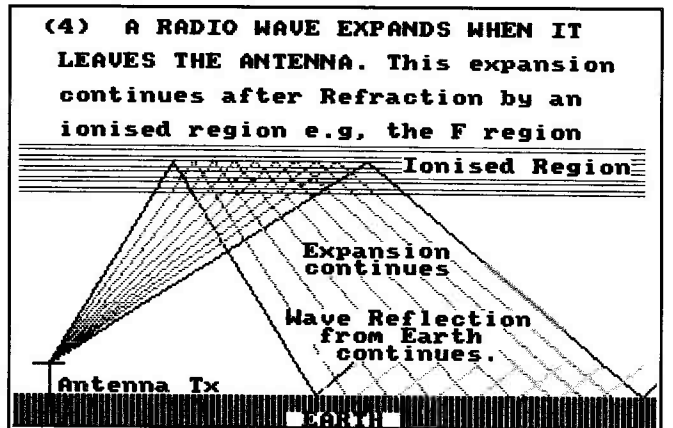 (4) A RADIO WAVE EXPANDS WHEN IT
LEAVES THE ANTENNA. This expansion
continues after Refraction by an
ionised region e.g, the F region
Ionised Region
Expansion
continues
Wave Reflection
from Earth
continues.
Antenna Tx
EARTH